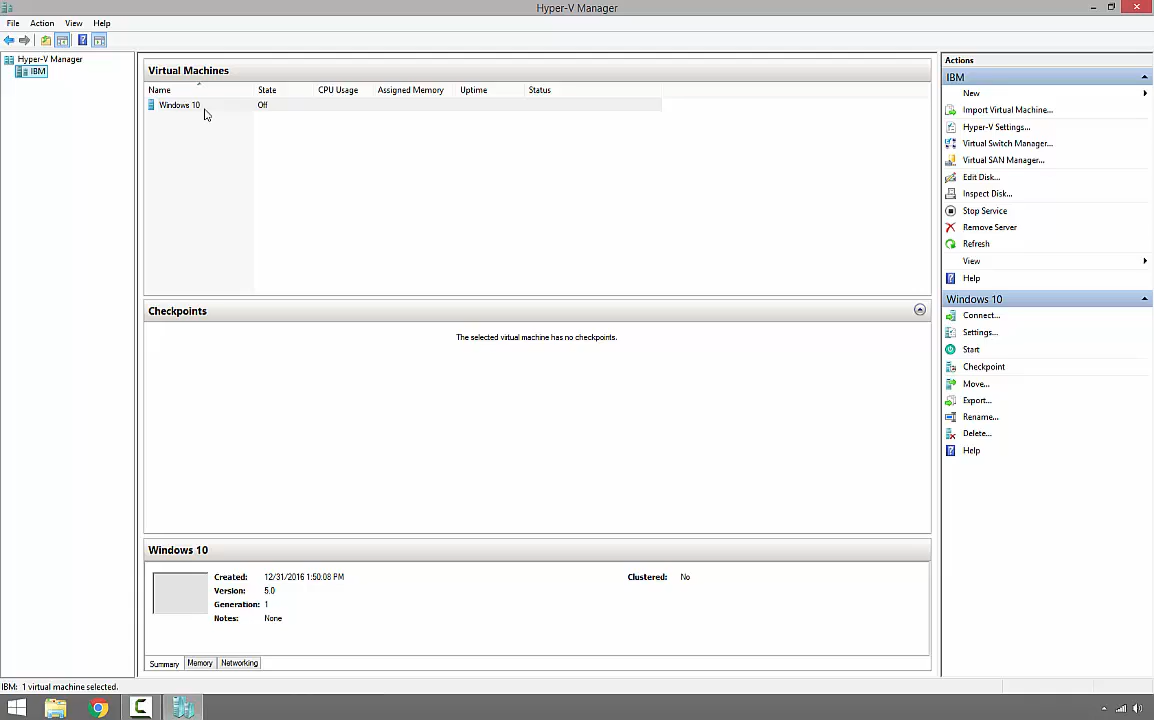 Hyper-V Manager
File Action View Help
Hyper-V Manager
IBM
Virtual Machines
Name State CPU Usage Assigned Memory Uptime Status
Windows 10 Off
Checkpoints
The selected virtual machine has no checkpoints.
Windows 10
Created: 12/31/2016 1:50:08 PM Clustered: No
Version: 5.0
Generation: 1
Notes: None
Summary Memory Networking
Actions
IBM
New
Import Virtual Machine...
Hyper-V Settings...
Virtual Switch Manager...
Virtual SAN Manager...
Edit Disk...
Inspect Disk...
Stop Service
Remove Server
Refresh
View
Help
Windows 10
Connect...
Settings...
Start
Checkpoint
Move...
Export...
Rename...
Delete...
Help
IBM: 1 virtual machine selected.